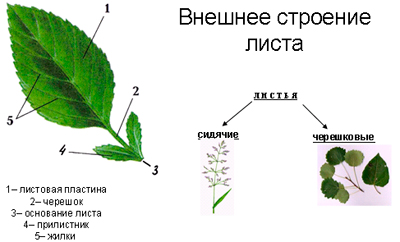 Внешнее строение
листа
1
2
3
4
5
листья
сидячие
черешковые
1– листовая пластина
2– черешок
3– основание листа
4– прилистник
5– жилки